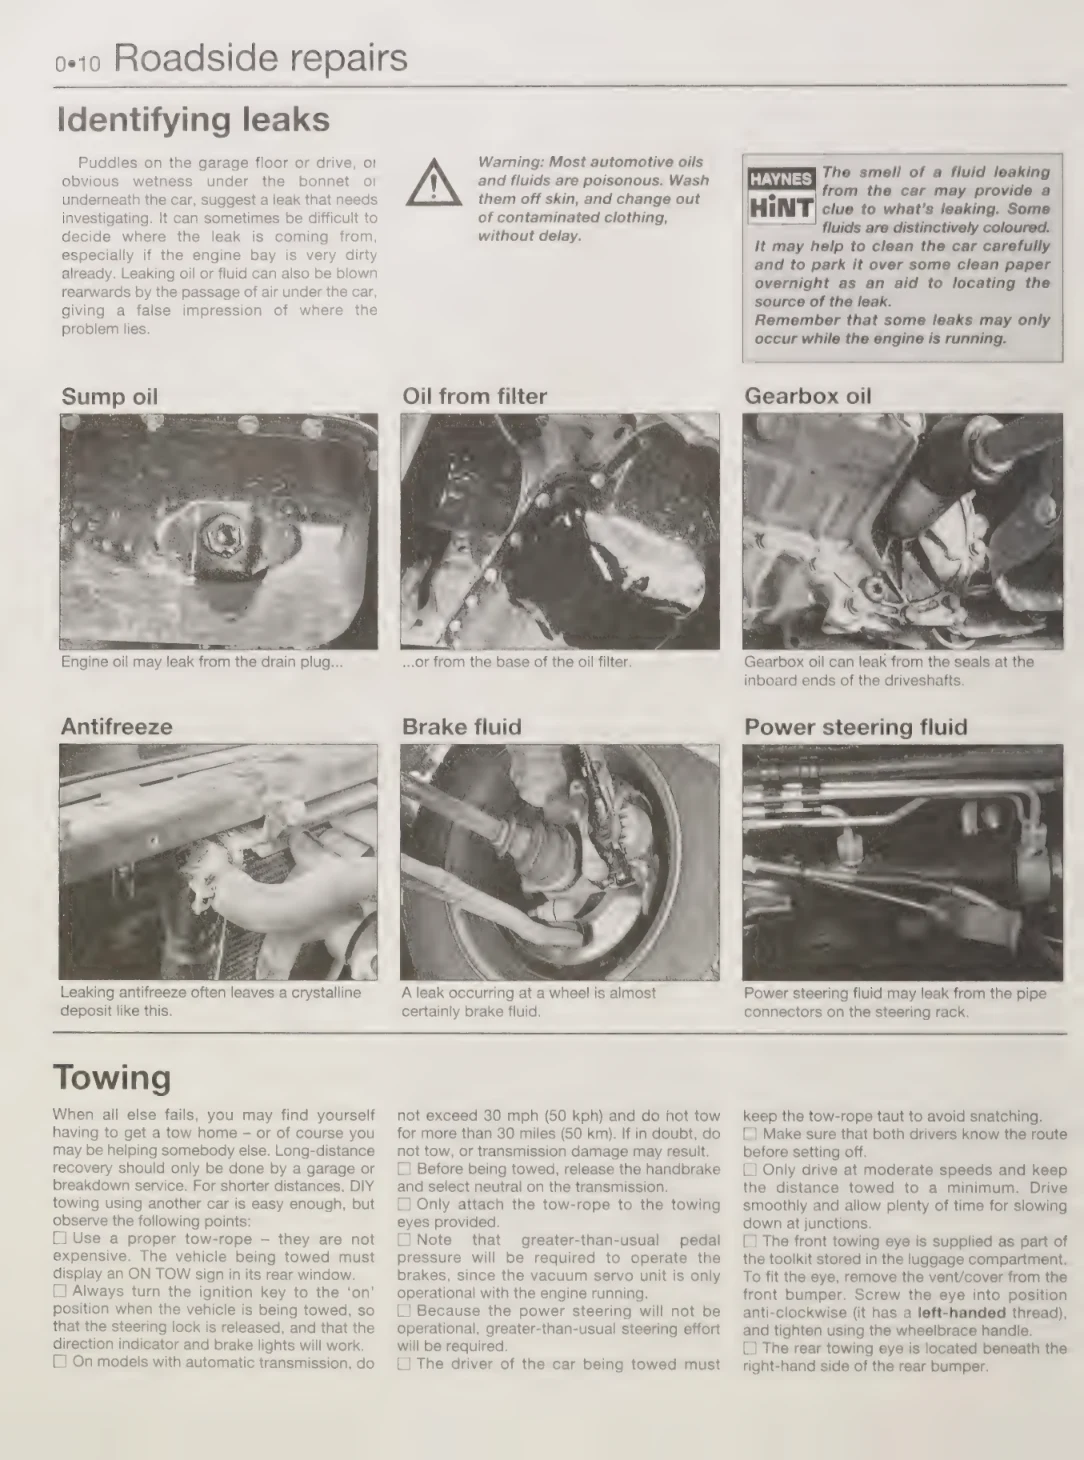 0•10 Roadside repairs
Identifying leaks
Puddles on the garage floor or drive, or
obvious wetness under the bonnet or
underneath the car, suggest a leak that needs
investigating. It can sometimes be difficult to
decide where the leak is coming from,
especially if the engine bay is very dirty
already. Leaking oil or fluid can also be blown
rearwards by the passage of air under the car,
giving a false impression of where the
problem lies.
Warning: Most automotive oils
and fluids are poisonous. Wash
them off skin, and change out
of contaminated clothing,
without delay.
HAYNES
HiNT
The smell of a fluid leaking
from the car may provide a
clue to what's leaking. Some
fluids are distinctively coloured.
It may help to clean the car carefully
and to park it over some clean paper
overnight as an aid to locating the
source of the leak.
Remember that some leaks may only
occur while the engine is running.
Sump oil
Engine oil may leak from the drain plug...
Oil from filter
...or from the base of the oil filter.
Gearbox oil
Gearbox oil can leak from the seals at the
inboard ends of the driveshafts.
Antifreeze
Leaking antifreeze often leaves a crystalline
deposit like this.
Brake fluid
A leak occurring at a wheel is almost
certainly brake fluid.
Power steering fluid
Power steering fluid may leak from the pipe
connectors on the steering rack.
Towing
When all else fails, you may find yourself
having to get a tow home – or of course you
may be helping somebody else. Long-distance
recovery should only be done by a garage or
breakdown service. For shorter distances, DIY
towing using another car is easy enough, but
observe the following points:
☐ Use a proper tow-rope – they are not
expensive. The vehicle being towed must
display an ON TOW sign in its rear window.
☐ Always turn the ignition key to the 'on'
position when the vehicle is being towed, so
that the steering lock is released, and that the
direction indicator and brake lights will work.
☐ On models with automatic transmission, do
not exceed 30 mph (50 kph) and do not tow
for more than 30 miles (50 km). If in doubt, do
not tow, or transmission damage may result.
☐ Before being towed, release the handbrake
and select neutral on the transmission.
☐ Only attach the tow-rope to the towing
eyes provided.
☐ Note that greater-than-usual pedal
pressure will be required to operate the
brakes, since the vacuum servo unit is only
operational with the engine running.
☐ Because the power steering will not be
operational, greater-than-usual steering effort
will be required.
☐ The driver of the car being towed must
keep the tow-rope taut to avoid snatching.
☐ Make sure that both drivers know the route
before setting off.
☐ Only drive at moderate speeds and keep
the distance towed to a minimum. Drive
smoothly and allow plenty of time for slowing
down at junctions.
☐ The front towing eye is supplied as part of
the toolkit stored in the luggage compartment.
To fit the eye, remove the vent/cover from the
front bumper. Screw the eye into position
anti-clockwise (it has a left-handed thread),
and tighten using the wheelbrace handle.
☐ The rear towing eye is located beneath the
right-hand side of the rear bumper.